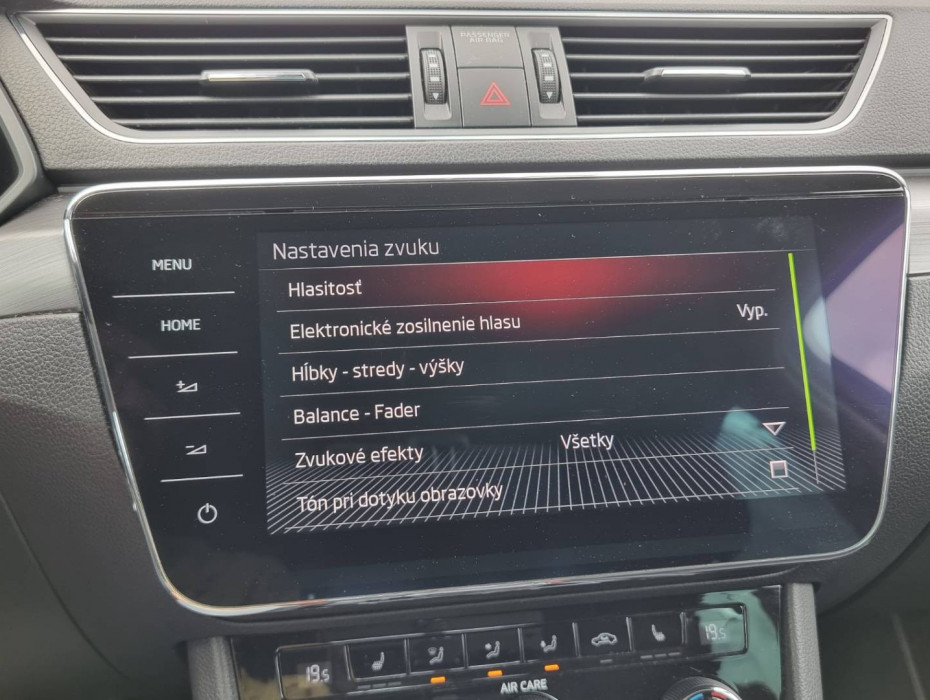 PASSENGER
AIR BAG
MENU
HOME
Nastavenia zvuku
Hlasitosť
Elektronické zosilnenie hlasu Vyp.
Hĺbky - stredy - výšky
Balance - Fader
Zvukové efekty Všetky
Tón pri dotyku obrazovky
19.5
19.5
AIR CARE